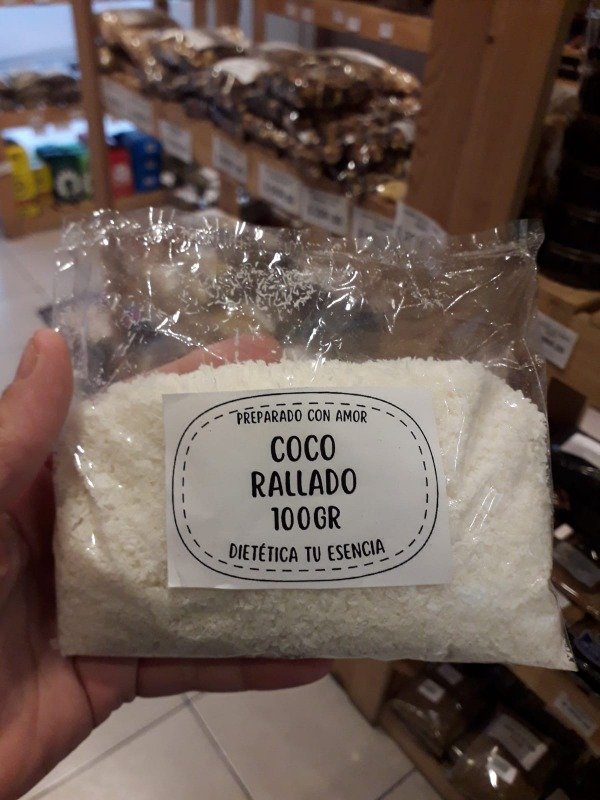 PREPARADO CON AMOR
COCO
RALLADO
100GR
DIETÉTICA TU ESENCIA